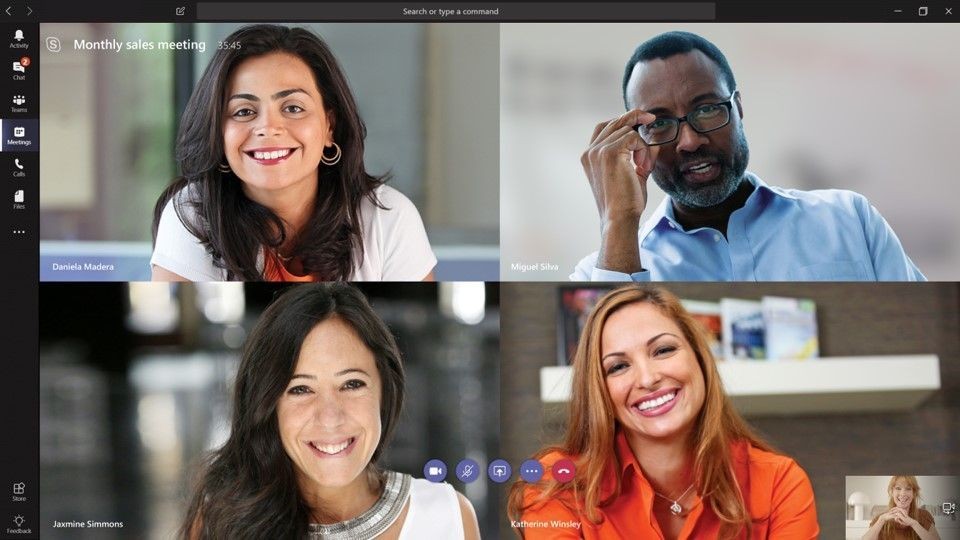 Search or type a command
Monthly sales meeting 35:45
Activity
2
Chat
Teams
Meetings
Calls
Files
Daniela Madera
Miguel Silva
Jaxmine Simmons
Katherine Winsley
Store
Feedback